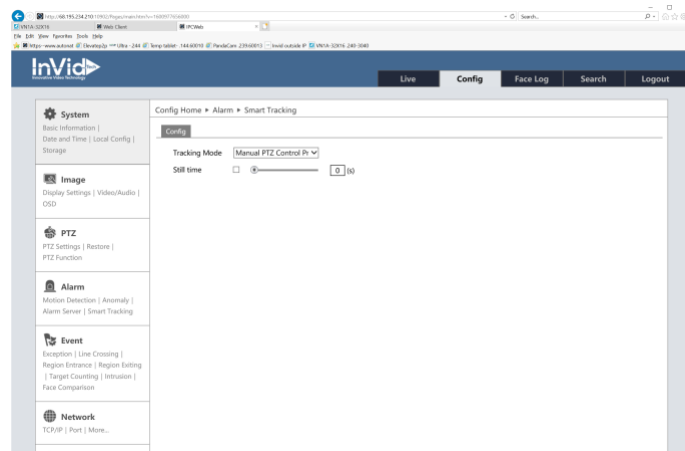 VN1A-32X16
Web Client
IPCWeb
Search...
File Edit View Favorites Tools Help
InVid Tech
Innovative Video Technology
Live Config Face Log Search Logout
System
Basic Information |
Date and Time | Local Config |
Storage
Image
Display Settings | Video/Audio |
OSD
PTZ
PTZ Settings | Restore |
PTZ Function
Alarm
Motion Detection | Anomaly |
Alarm Server | Smart Tracking
Event
Exception | Line Crossing |
Region Entrance | Region Exiting
| Target Counting | Intrusion |
Face Comparison
Network
TCP/IP | Port | More...
Config Home ▸ Alarm ▸ Smart Tracking
Config
Tracking Mode Manual PTZ Control Pr
Still time 0 (s)